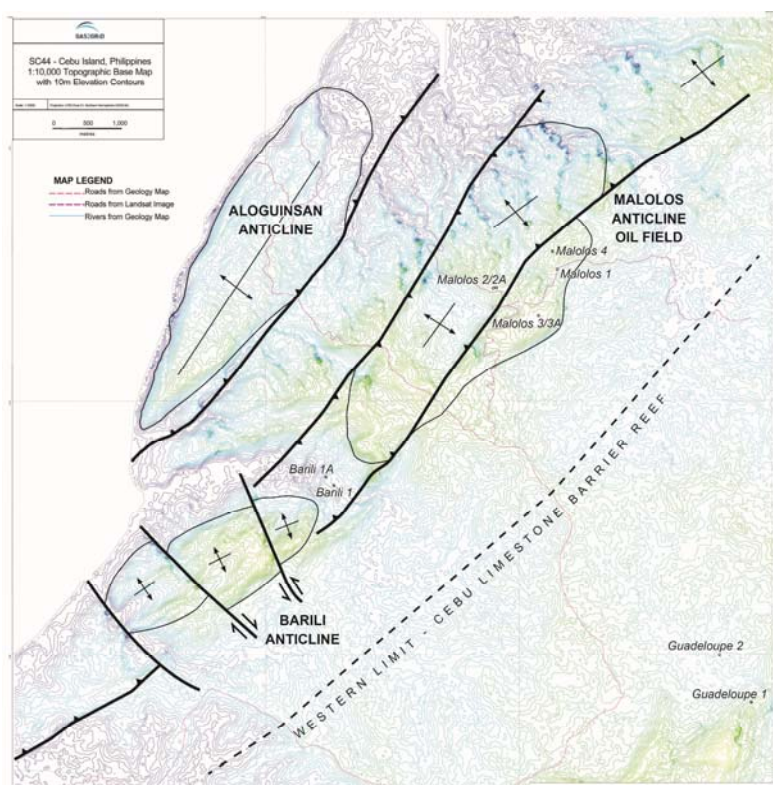 GAS2GRID
SC44 - Cebu Island, Philippines
1:10,000 Topographic Base Map
with 10m Elevation Contours
0 500 1,000
metres
MAP LEGEND
Roads from Geology Map
Roads from Landsat Image
Rivers from Geology Map
ALOGUINSAN
ANTICLINE
MALOLOS
ANTICLINE
OIL FIELD
Malolos 4
Malolos 1
Malolos 2/2A
Malolos 3/3A
Barili 1A
Barili 1
BARILI
ANTICLINE
WESTERN LIMIT - CEBU LIMESTONE BARRIER REEF
Guadeloupe 2
Guadeloupe 1